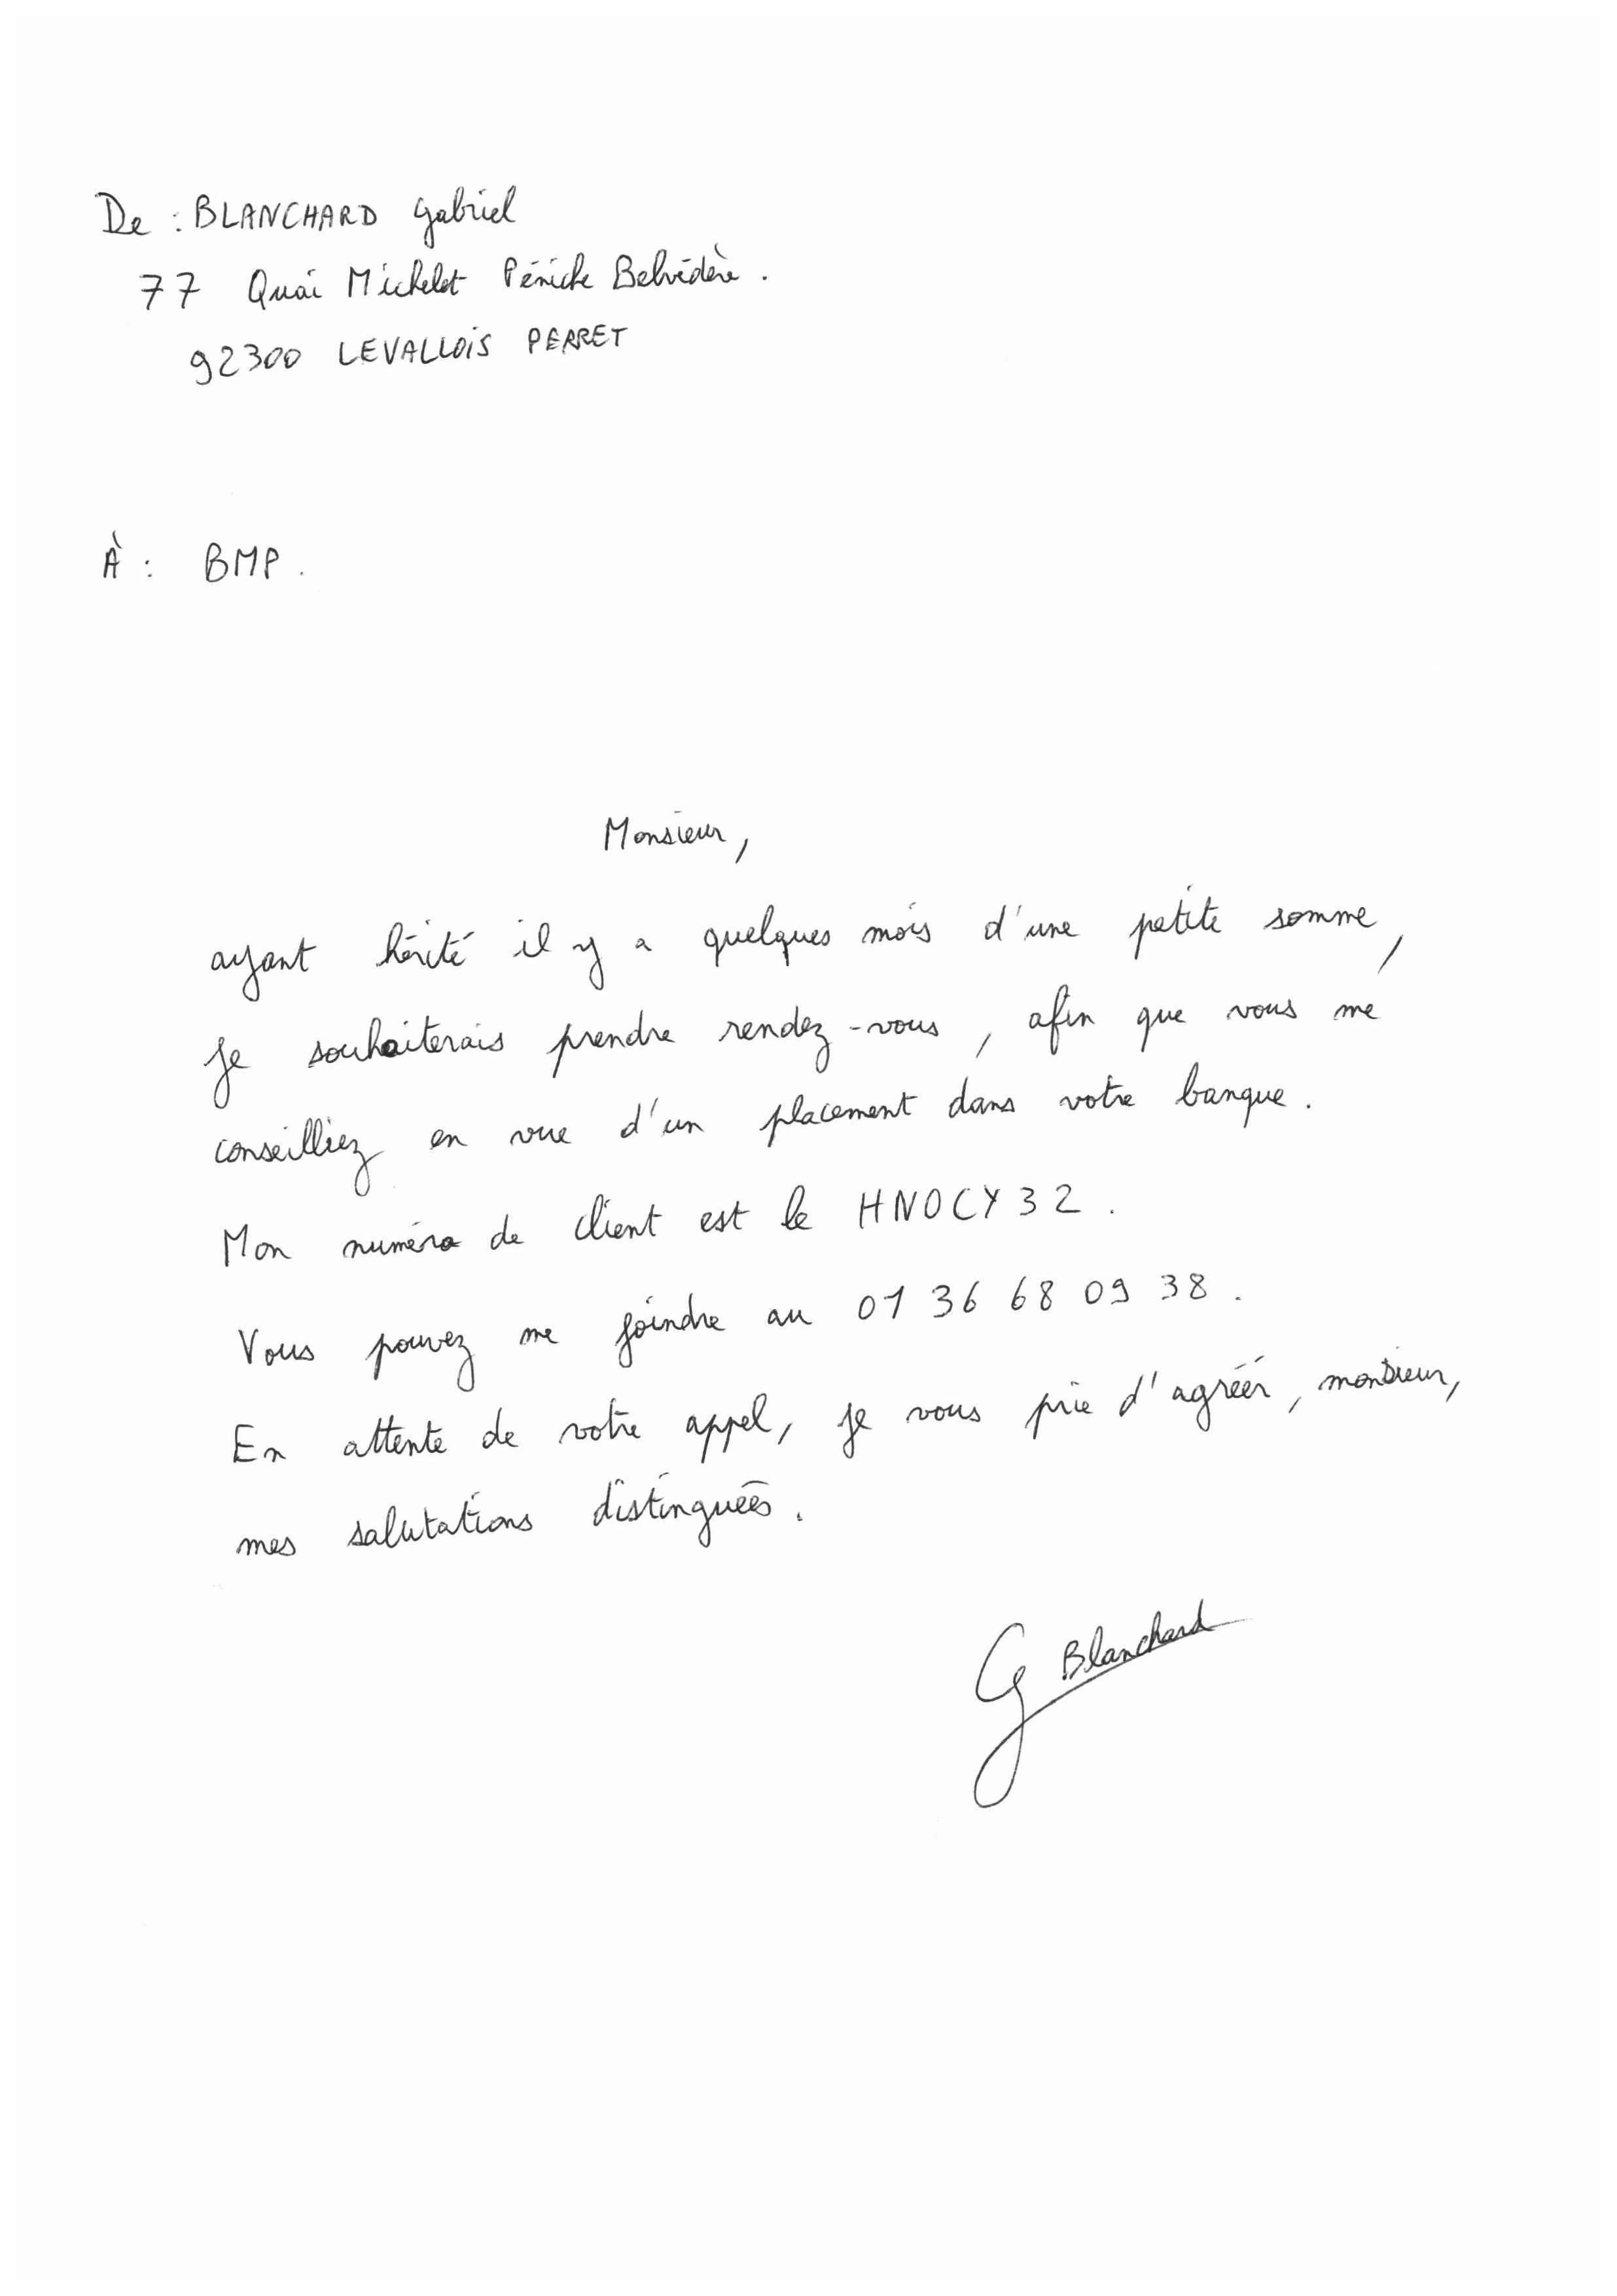 De : BLANCHARD Gabriel
77 Quai Michelet Péniche Belvédère.
92300 LEVALLOIS PERRET
À : BMP.
Monsieur,
ayant hérité il y a quelques mois d'une petite somme,
je souhaiterais prendre rendez-vous, afin que vous me
conseilliez en vue d'un placement dans votre banque.
Mon numéro de client est le HNOCY32.
Vous pouvez me joindre au 01 36 68 09 38.
En attente de votre appel, je vous prie d'agréér, monsieur,
mes salutations distinguées.
G Blanchard